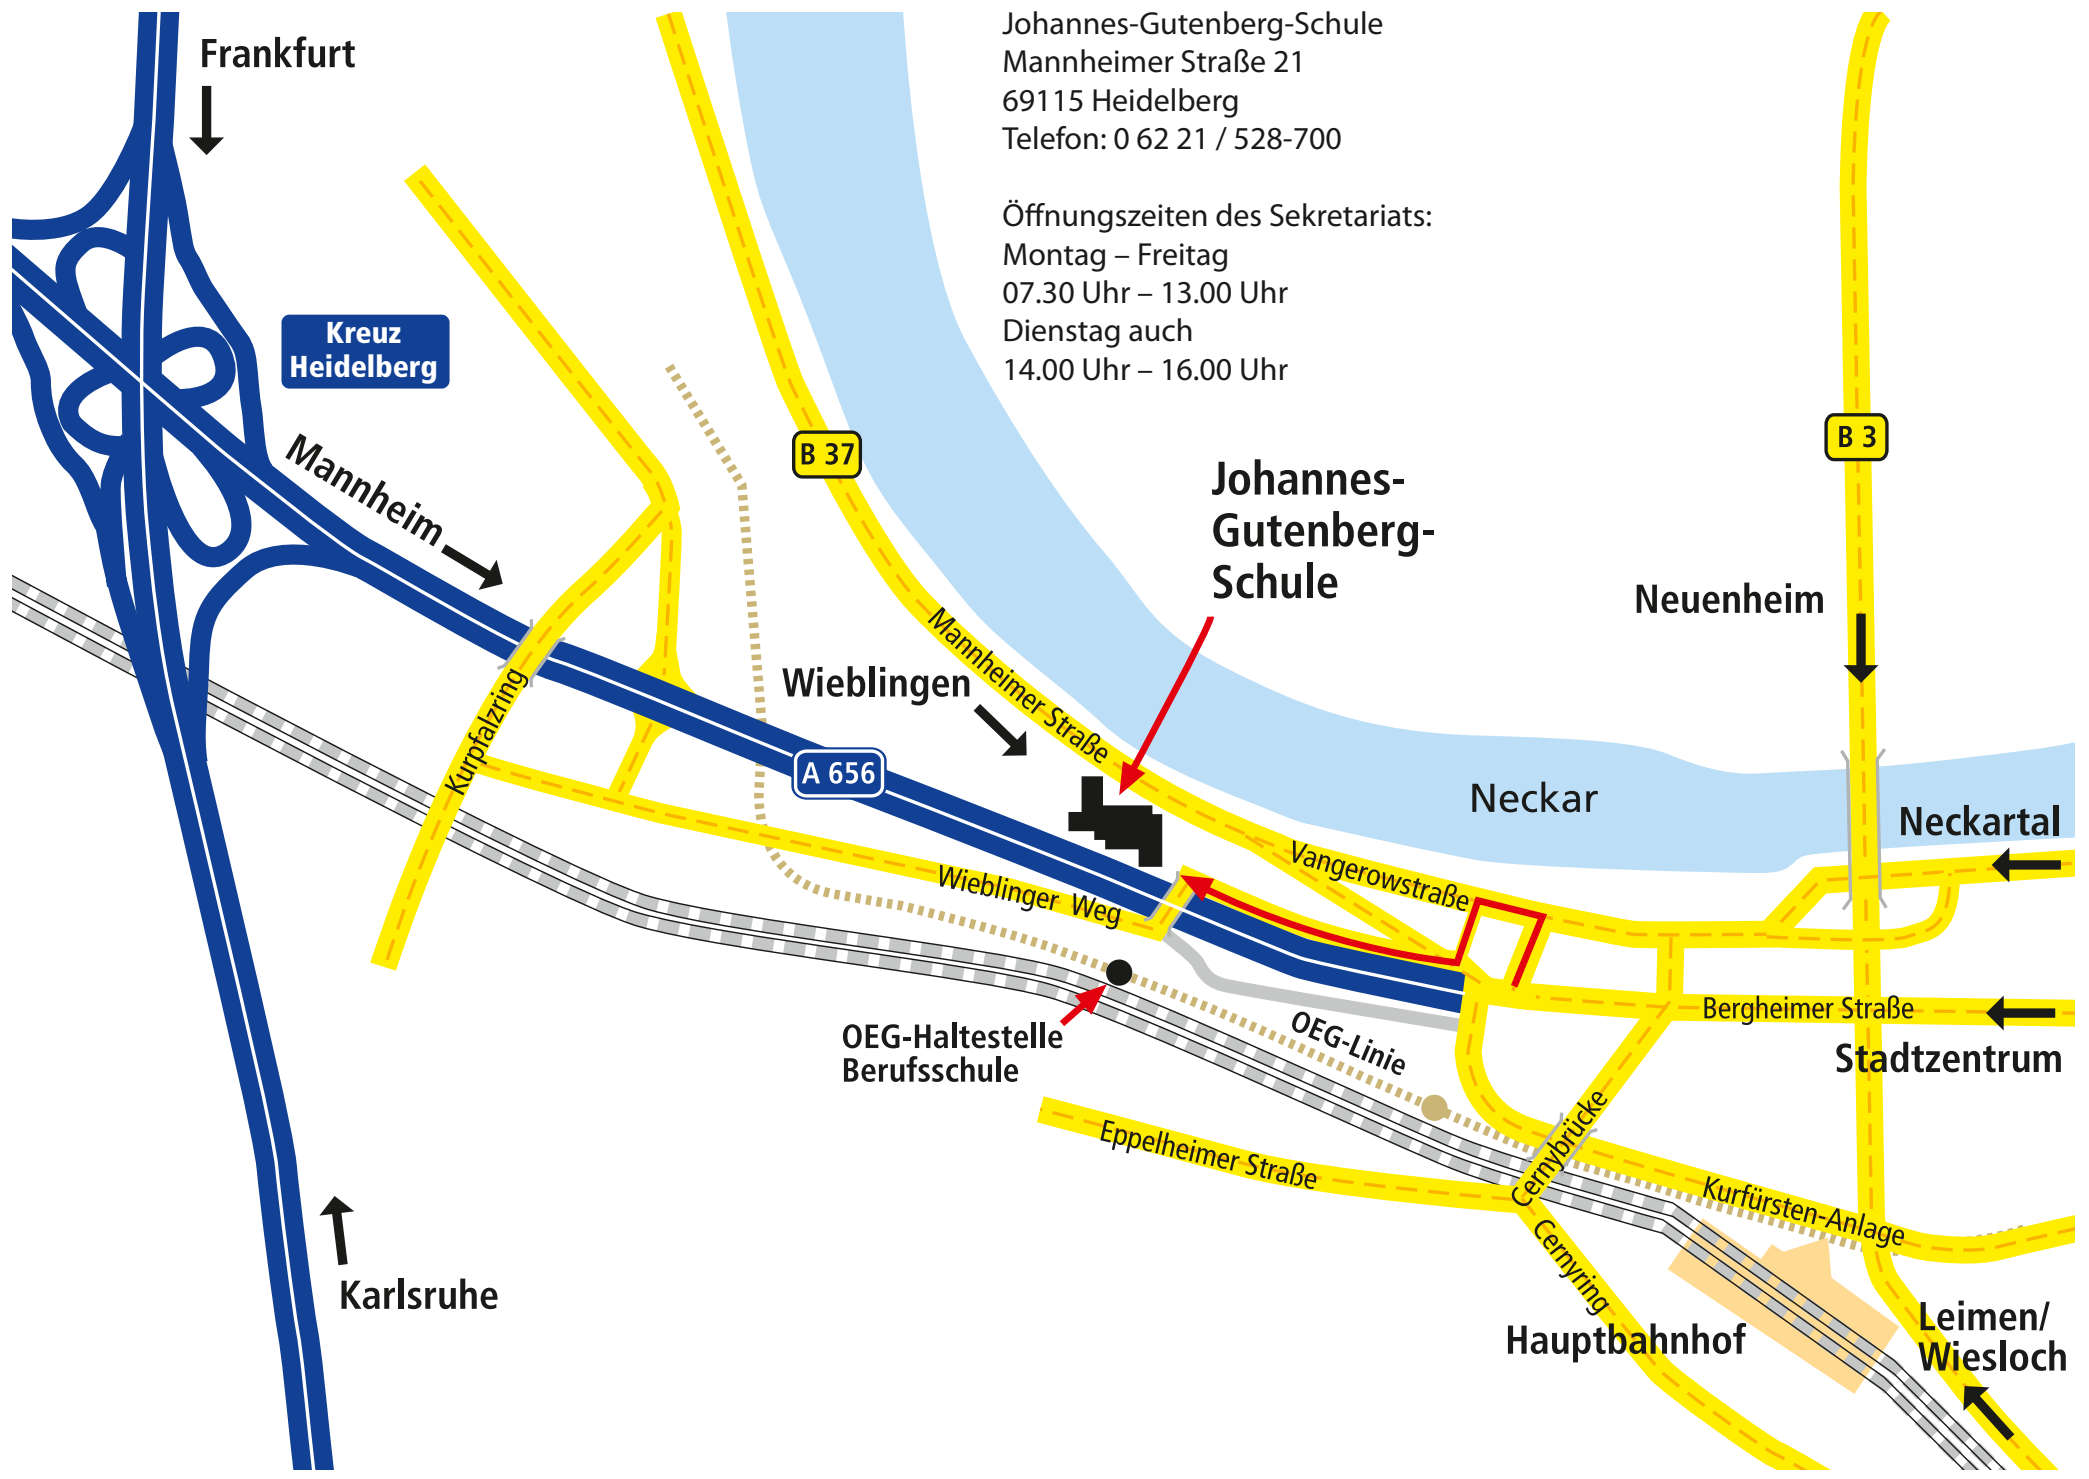 Johannes-Gutenberg-Schule
Mannheimer Straße 21
69115 Heidelberg
Telefon: 0 62 21 / 528-700
Öffnungszeiten des Sekretariats:
Montag – Freitag
07.30 Uhr – 13.00 Uhr
Dienstag auch
14.00 Uhr – 16.00 Uhr
Frankfurt
Kreuz
Heidelberg
Mannheim
B 37
B 3
Johannes-
Gutenberg-
Schule
Neuenheim
Mannheimer Straße
Wieblingen
Kurpfalzring
A 656
Neckar
Neckartal
Vangerowstraße
Wieblinger Weg
Bergheimer Straße
Stadtzentrum
OEG-Haltestelle
Berufsschule
OEG-Linie
Eppelheimer Straße
Cernybrücke
Kurfürsten-Anlage
Cernyring
Karlsruhe
Hauptbahnhof
Leimen/
Wiesloch